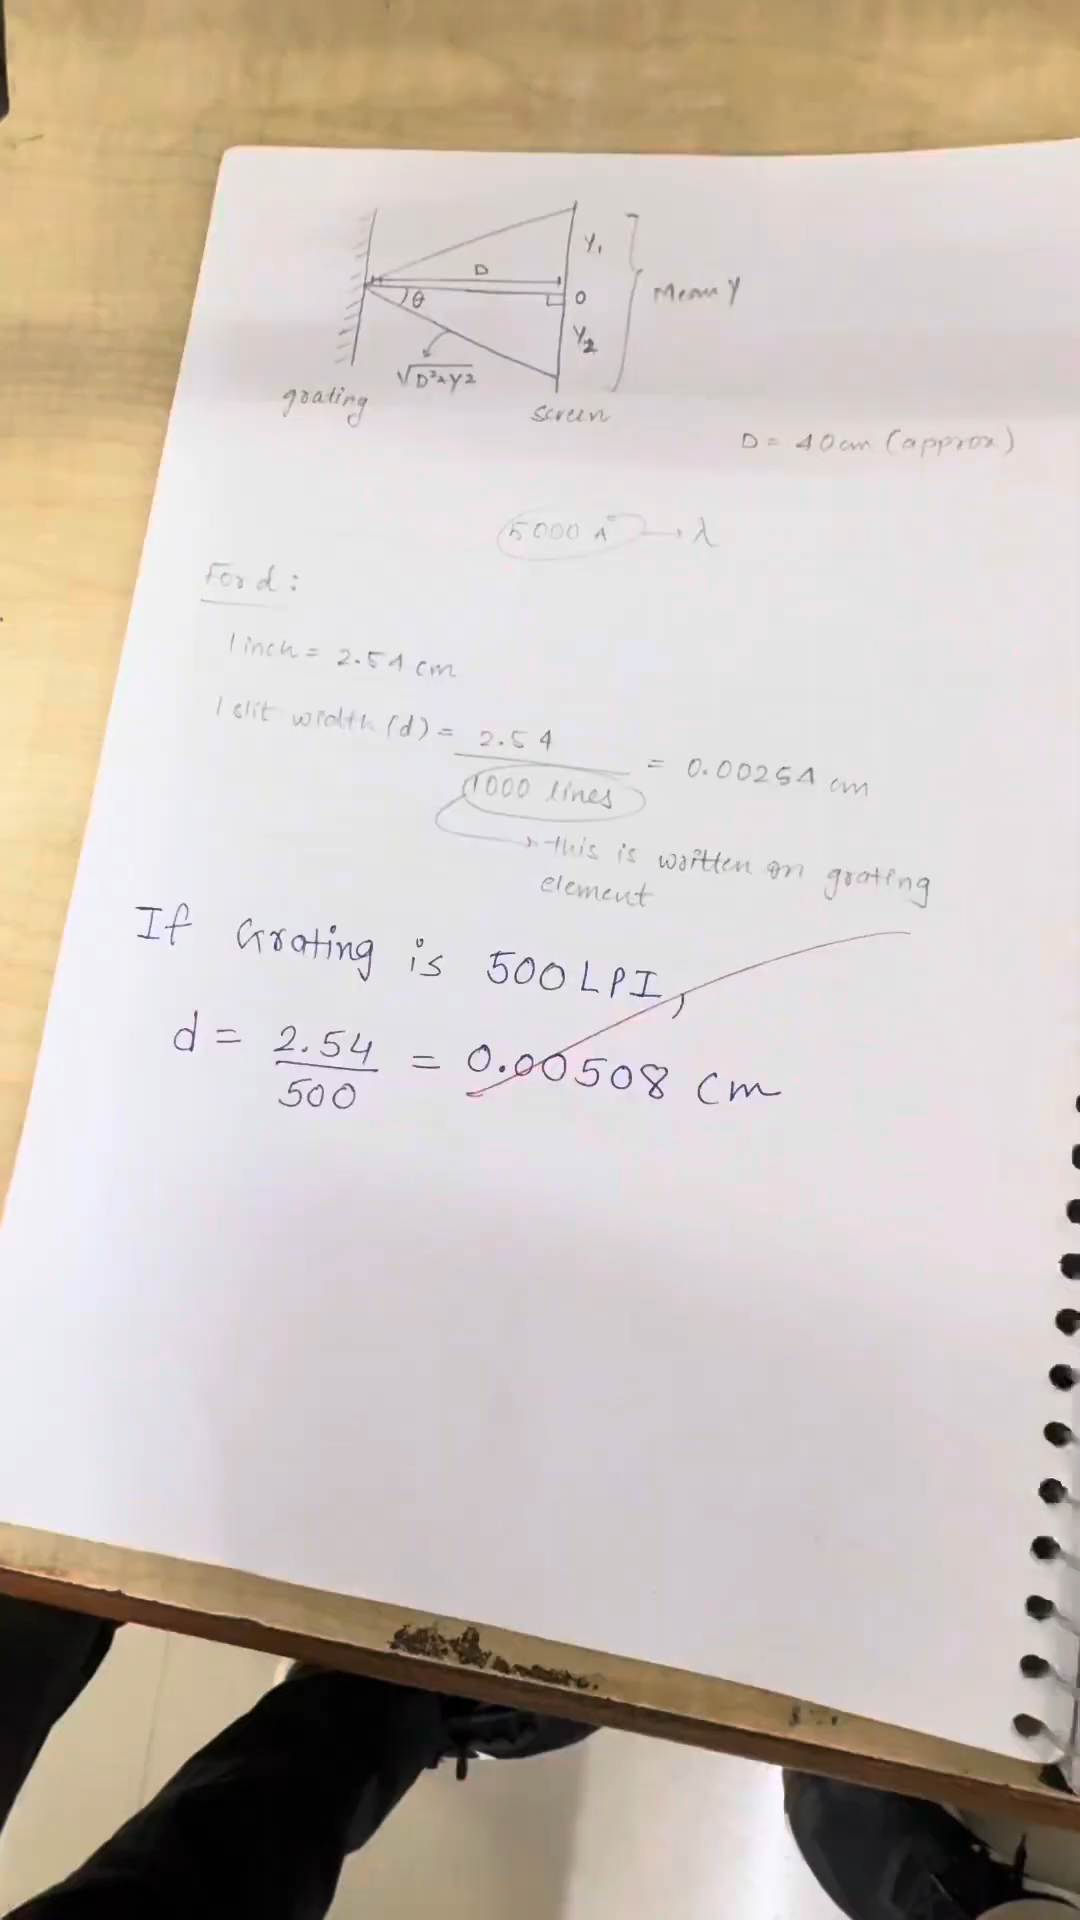 Y₁
D
θ
O
Mean Y
Y₂
√D²+Y²
grating
screen
D = 40cm (approx)
5000 A° → λ
For d :
1 inch = 2.54 cm
1 slit width (d) = 2.54 / 1000 lines = 0.00254 cm
→ this is written on grating
element
If Grating is 500 LPI,
d = 2.54 / 500 = 0.00508 cm